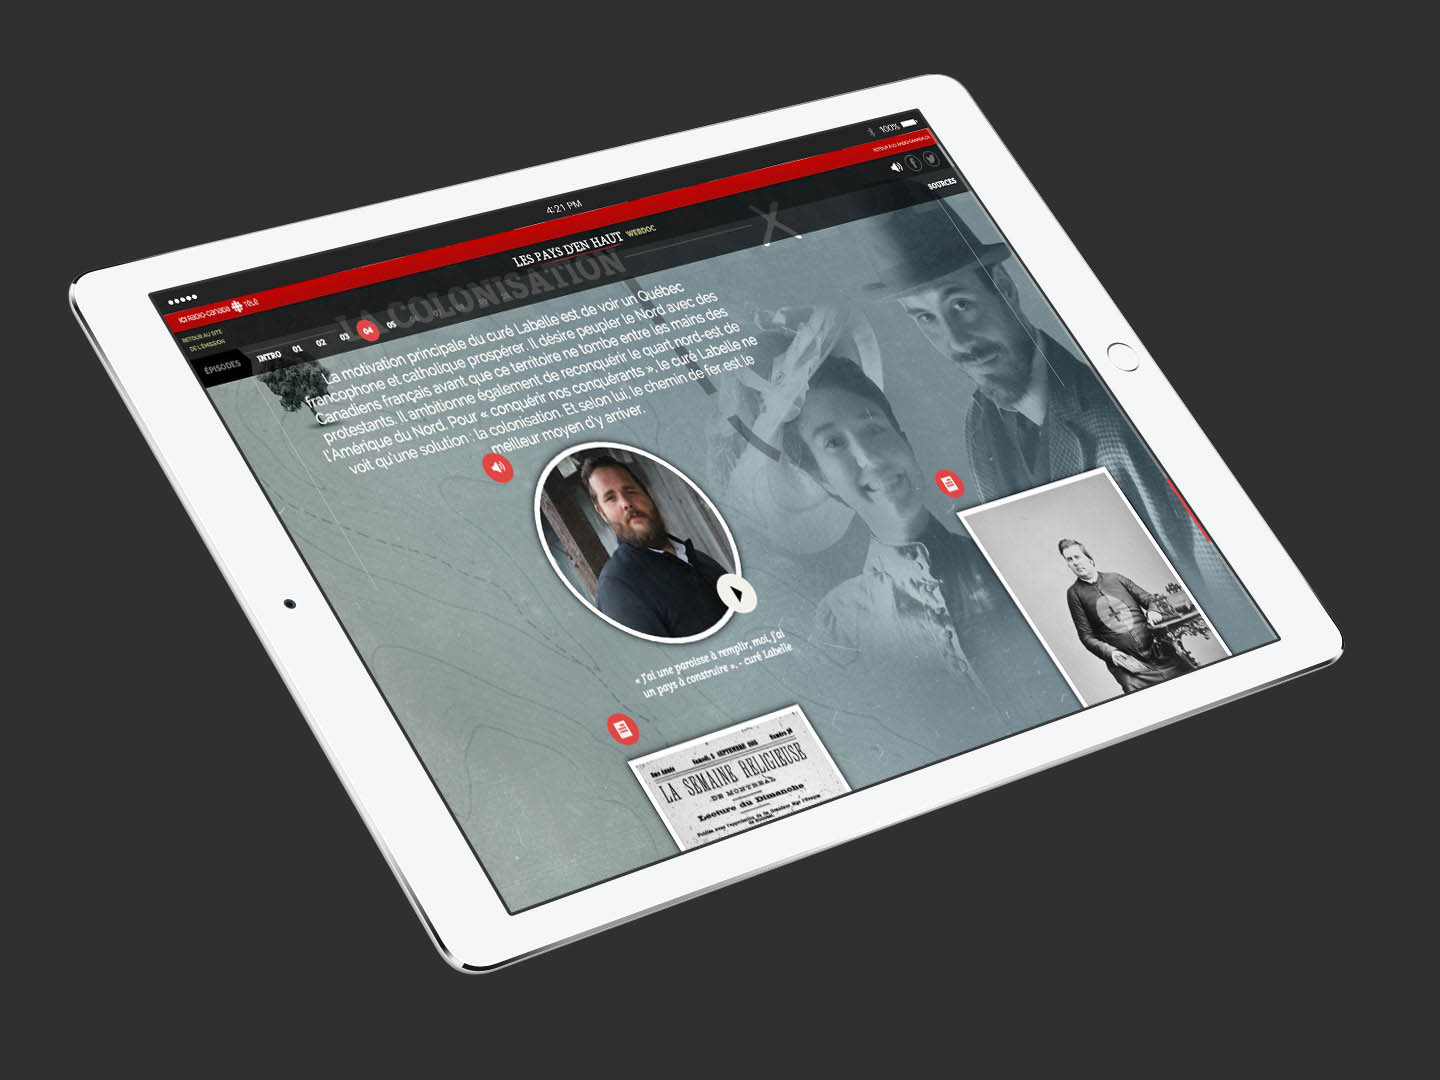 4:21 PM
100%
ICI Radio-Canada Télé
RETOUR À ICI.RADIO-CANADA.CA
RETOUR AU SITE
DE L'ÉMISSION
LES PAYS D'EN HAUT WEBDOC
ÉPISODES INTRO 01 02 03 04 05
SOURCES
LA COLONISATION
La motivation principale du curé Labelle est de voir un Québec
francophone et catholique prospérer. Il désire peupler le Nord avec des
Canadiens français avant que ce territoire ne tombe entre les mains des
protestants. Il ambitionne également de reconquérir le quart nord-est de
l'Amérique du Nord. Pour « conquérir nos conquérants », le curé Labelle ne
voit qu'une solution : la colonisation. Et selon lui, le chemin de fer est le
meilleur moyen d'y arriver.
« J'ai une paroisse à remplir, moi, j'ai
un pays à construire ». - curé Labelle
SEPTEMBRE
LA SEMAINE RELIGIEUSE
DE MONTREAL
Lecture du Dimanche